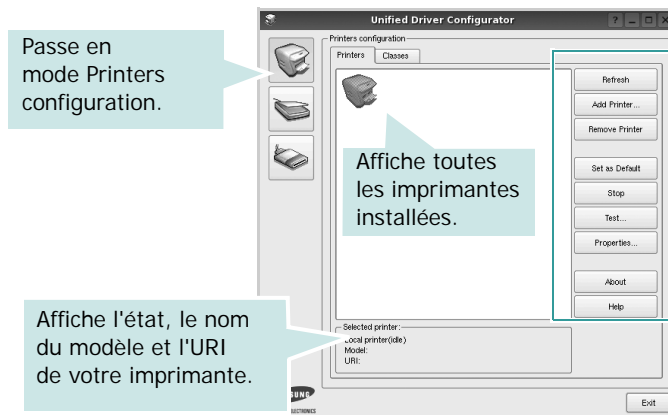 Unified Driver Configurator
Passe en
mode Printers
configuration.
Printers configuration
Printers
Classes
Refresh
Add Printer...
Remove Printer
Set as Default
Stop
Test...
Properties...
About
Help
Affiche toutes
les imprimantes
installées.
Affiche l'état, le nom
du modèle et l'URI
de votre imprimante.
Selected printer:
Local printer(idle)
Model:
URI:
ELECTRONICS
Exit